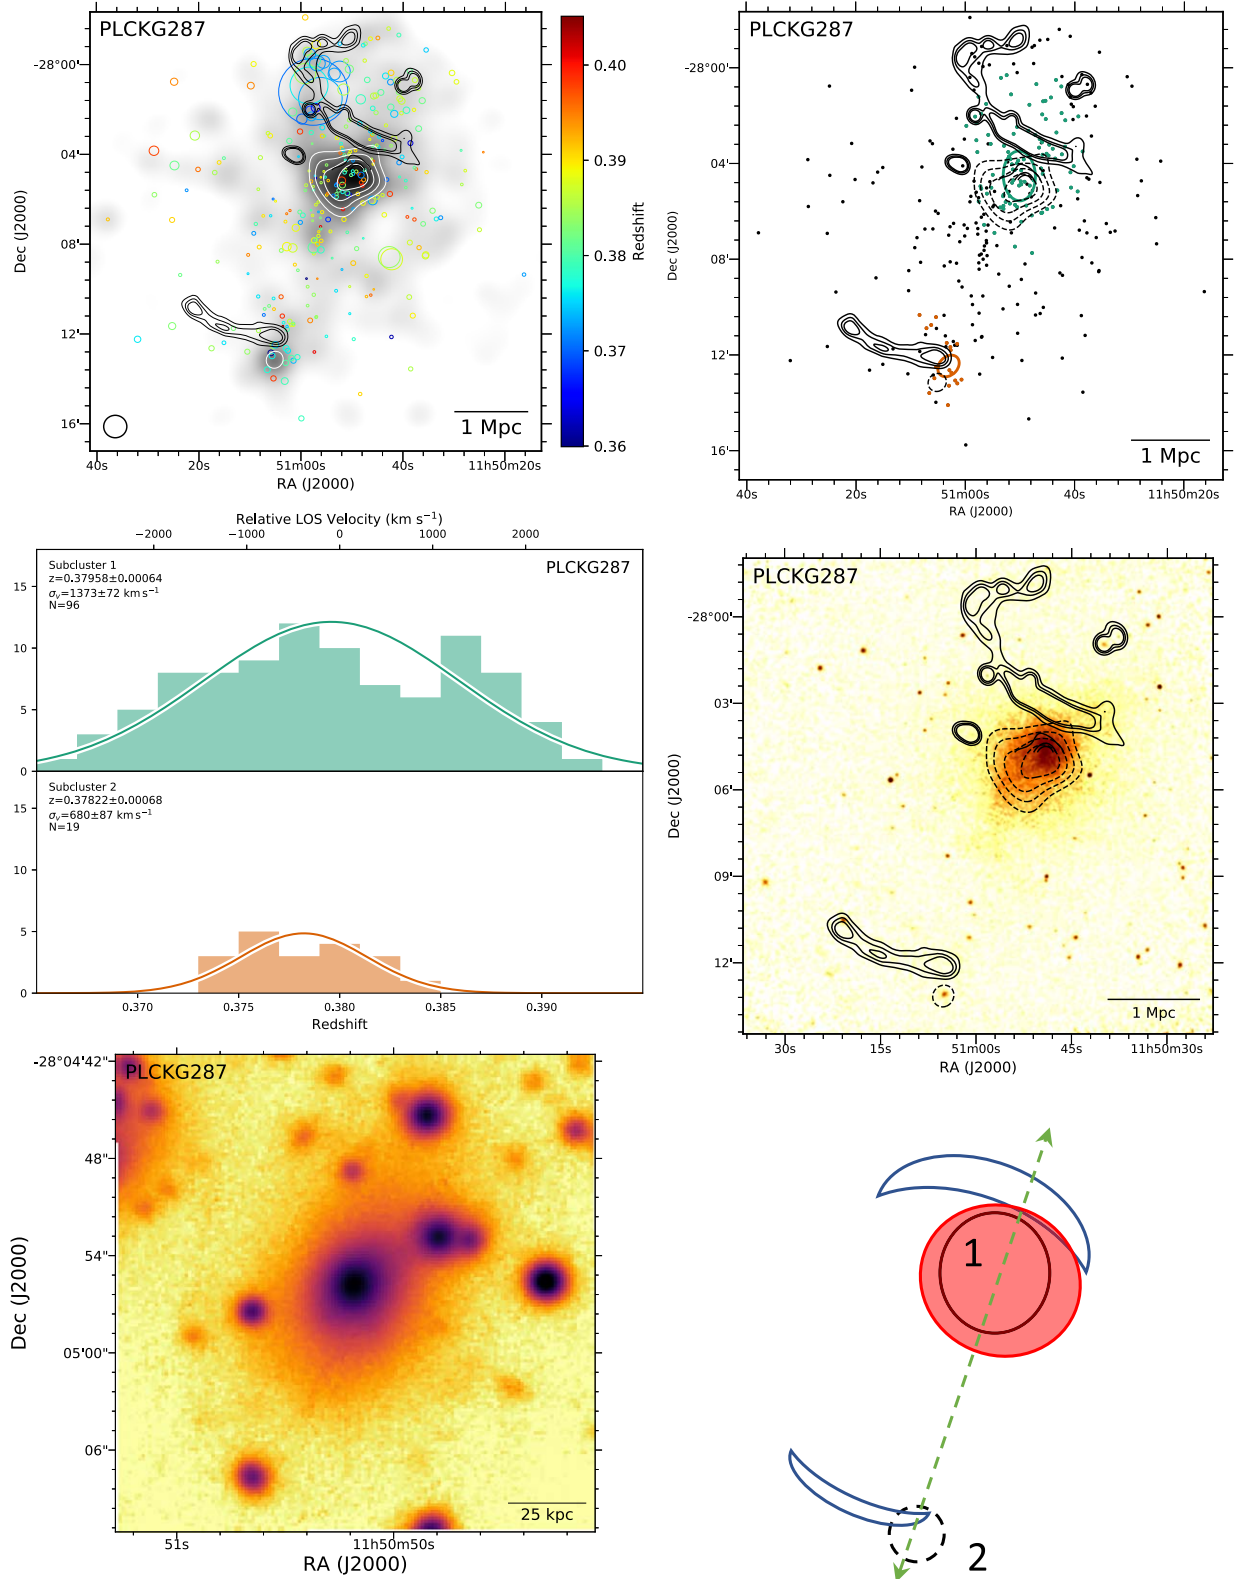 PLCKG287
-28°00'
04'
08'
12'
16'
Dec (J2000)
40s 20s 51m00s 40s 11h50m20s
RA (J2000)
1 Mpc
0.40
0.39
0.38
0.37
0.36
Redshift
PLCKG287
-28°00'
04'
08'
12'
16'
Dec (J2000)
40s 20s 51m00s 40s 11h50m20s
RA (J2000)
1 Mpc
Relative LOS Velocity (km s⁻¹)
−2000 −1000 0 1000 2000
Subcluster 1
z=0.37958±0.00064
σᵥ=1373±72 km s⁻¹
N=96
PLCKG287
15
10
5
0
Subcluster 2
z=0.37822±0.00068
σᵥ=680±87 km s⁻¹
N=19
15
10
5
0
0.370 0.375 0.380 0.385 0.390
Redshift
PLCKG287
-28°00'
03'
06'
09'
12'
Dec (J2000)
30s 15s 51m00s 45s 11h50m30s
RA (J2000)
1 Mpc
PLCKG287
-28°04'42"
48"
54"
05'00"
06"
Dec (J2000)
51s 11h50m50s
RA (J2000)
25 kpc
1
2